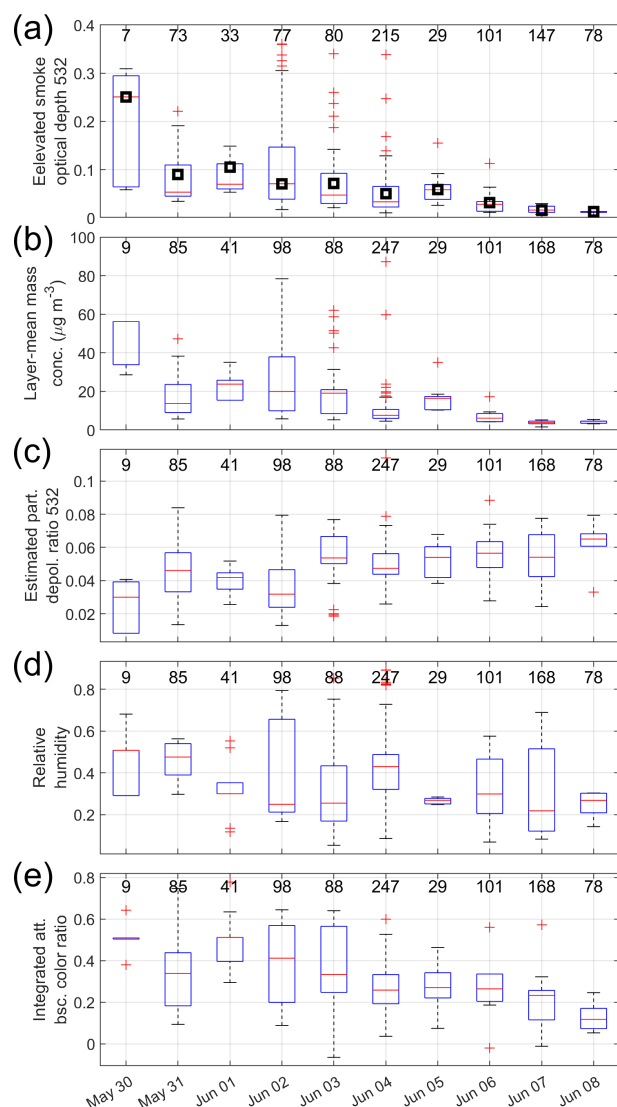 (a)
7 73 33 77 80 215 29 101 147 78
Eelevated smoke
optical depth 532
0.4
0.3
0.2
0.1
0
(b)
9 85 41 98 88 247 29 101 168 78
Layer-mean mass
conc. (μg m⁻³)
100
80
60
40
20
0
(c)
9 85 41 98 88 247 29 101 168 78
Estimated part.
depol. ratio 532
0.1
0.08
0.06
0.04
0.02
(d)
9 85 41 98 88 247 29 101 168 78
Relative
humidity
0.8
0.6
0.4
0.2
(e)
9 85 41 98 88 247 29 101 168 78
Integrated att.
bsc. color ratio
0.8
0.6
0.4
0.2
0
May 30 May 31 Jun 01 Jun 02 Jun 03 Jun 04 Jun 05 Jun 06 Jun 07 Jun 08